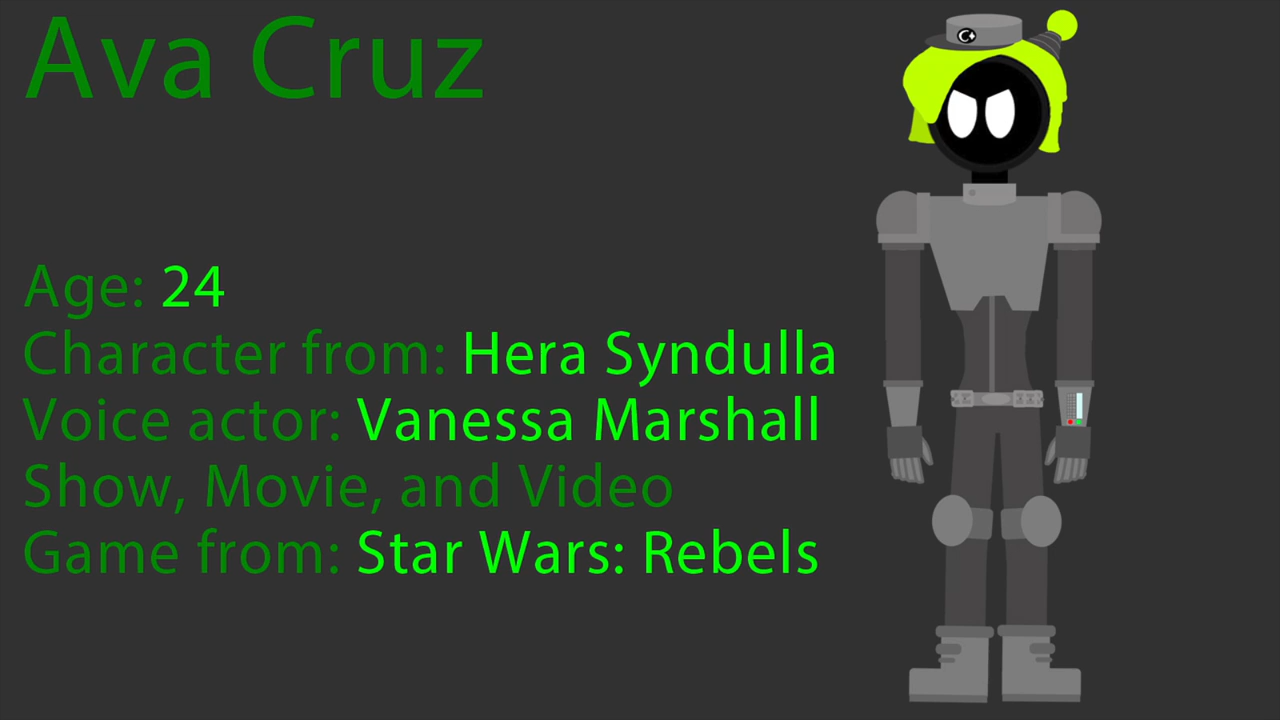 Ava Cruz
Age: 24
Character from: Hera Syndulla
Voice actor: Vanessa Marshall
Show, Movie, and Video
Game from: Star Wars: Rebels